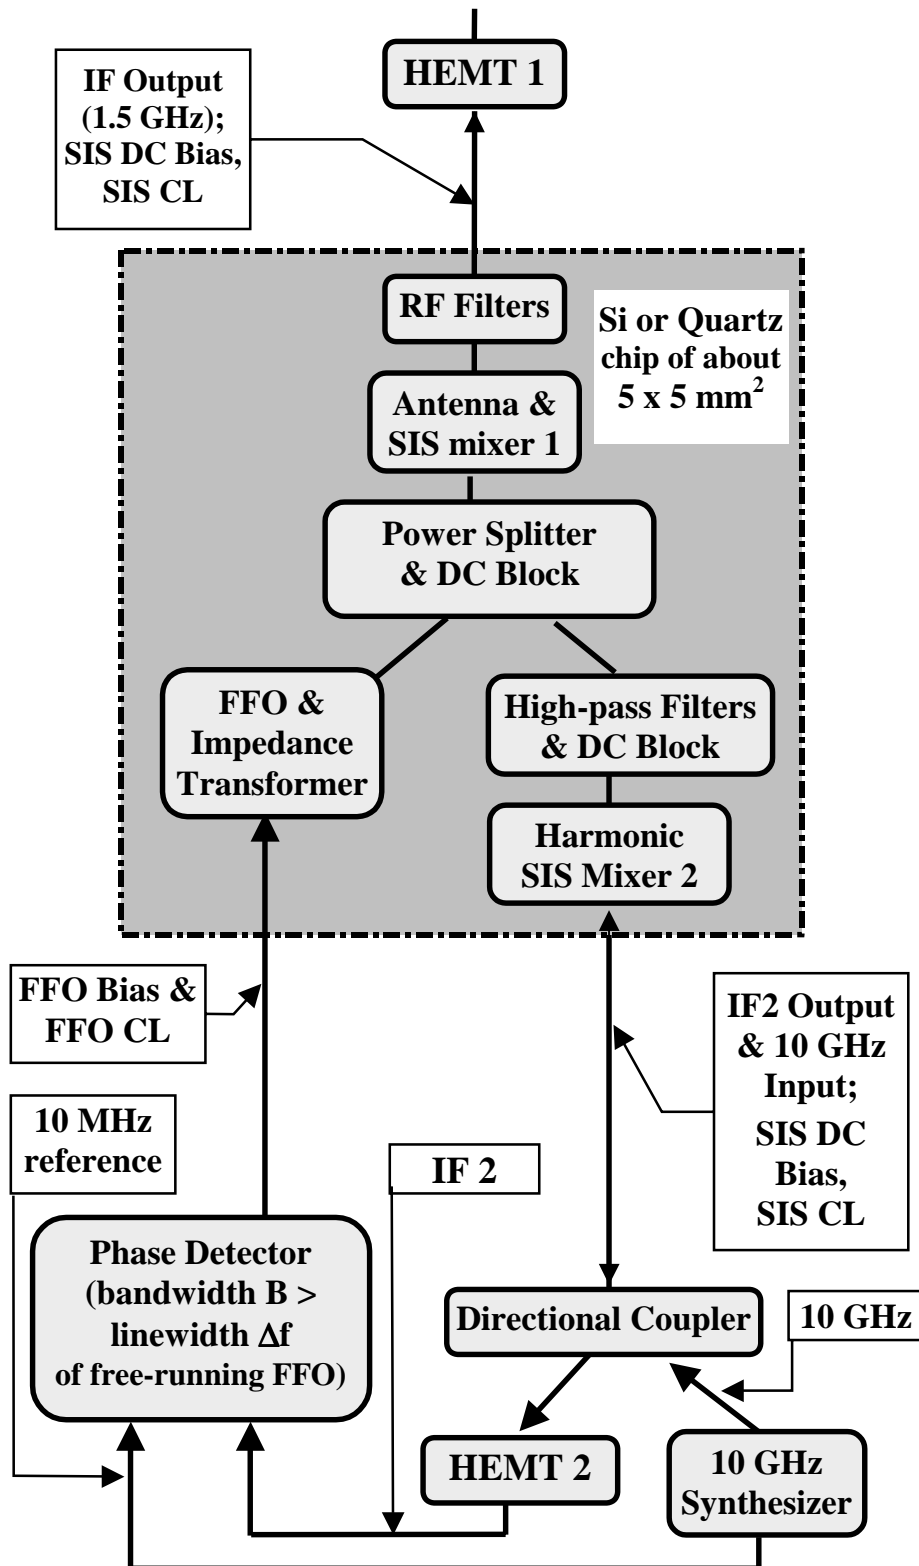 HEMT 1
IF Output
(1.5 GHz);
SIS DC Bias,
SIS CL
RF Filters
Si or Quartz
chip of about
5 x 5 mm²
Antenna &
SIS mixer 1
Power Splitter
& DC Block
FFO &
Impedance
Transformer
High-pass Filters
& DC Block
Harmonic
SIS Mixer 2
FFO Bias &
FFO CL
IF2 Output
& 10 GHz
Input;
SIS DC
Bias,
SIS CL
10 MHz
reference
IF 2
Phase Detector
(bandwidth B >
linewidth Δf
of free-running FFO)
Directional Coupler
10 GHz
HEMT 2
10 GHz
Synthesizer